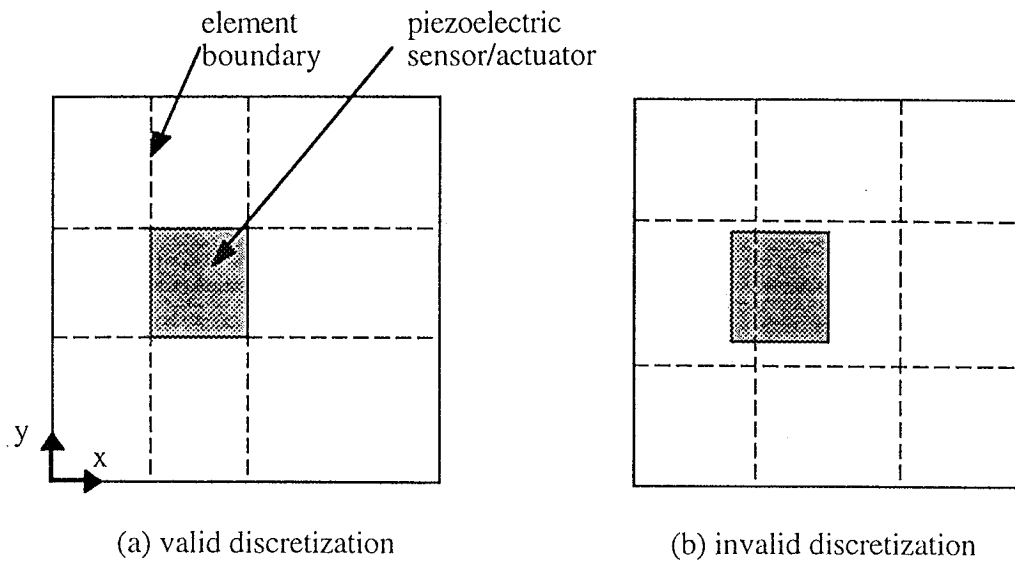 element
boundary
piezoelectric
sensor/actuator
y
x
(a) valid discretization
(b) invalid discretization